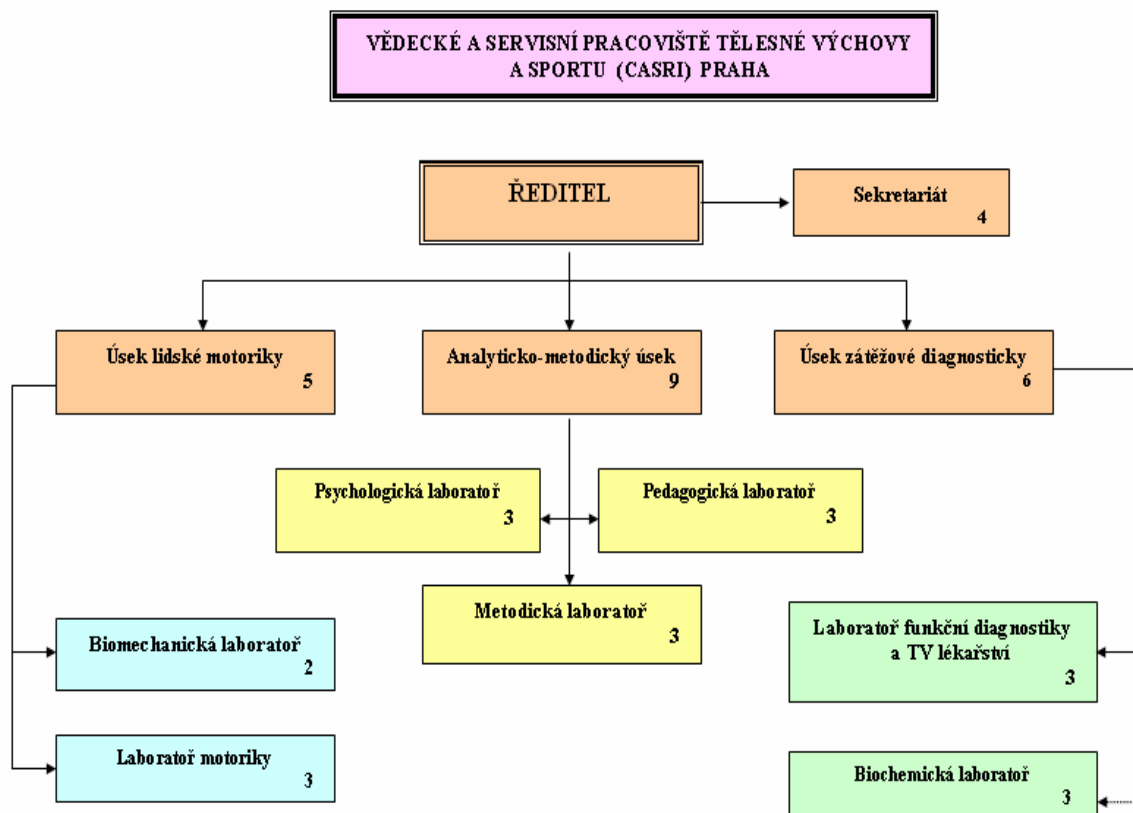 VĚDECKÉ A SERVISNÍ PRACOVIŠTĚ TĚLESNÉ VÝCHOVY
A SPORTU (CASRI) PRAHA
ŘEDITEL
Sekretariát
4
Úsek lidské motoriky
5
Analyticko-metodický úsek
9
Úsek zátěžové diagnosticky
6
Psychologická laboratoř
3
Pedagogická laboratoř
3
Metodická laboratoř
3
Biomechanická laboratoř
2
Laboratoř funkční diagnostiky
a TV lékařství
3
Laboratoř motoriky
3
Biochemická laboratoř
3